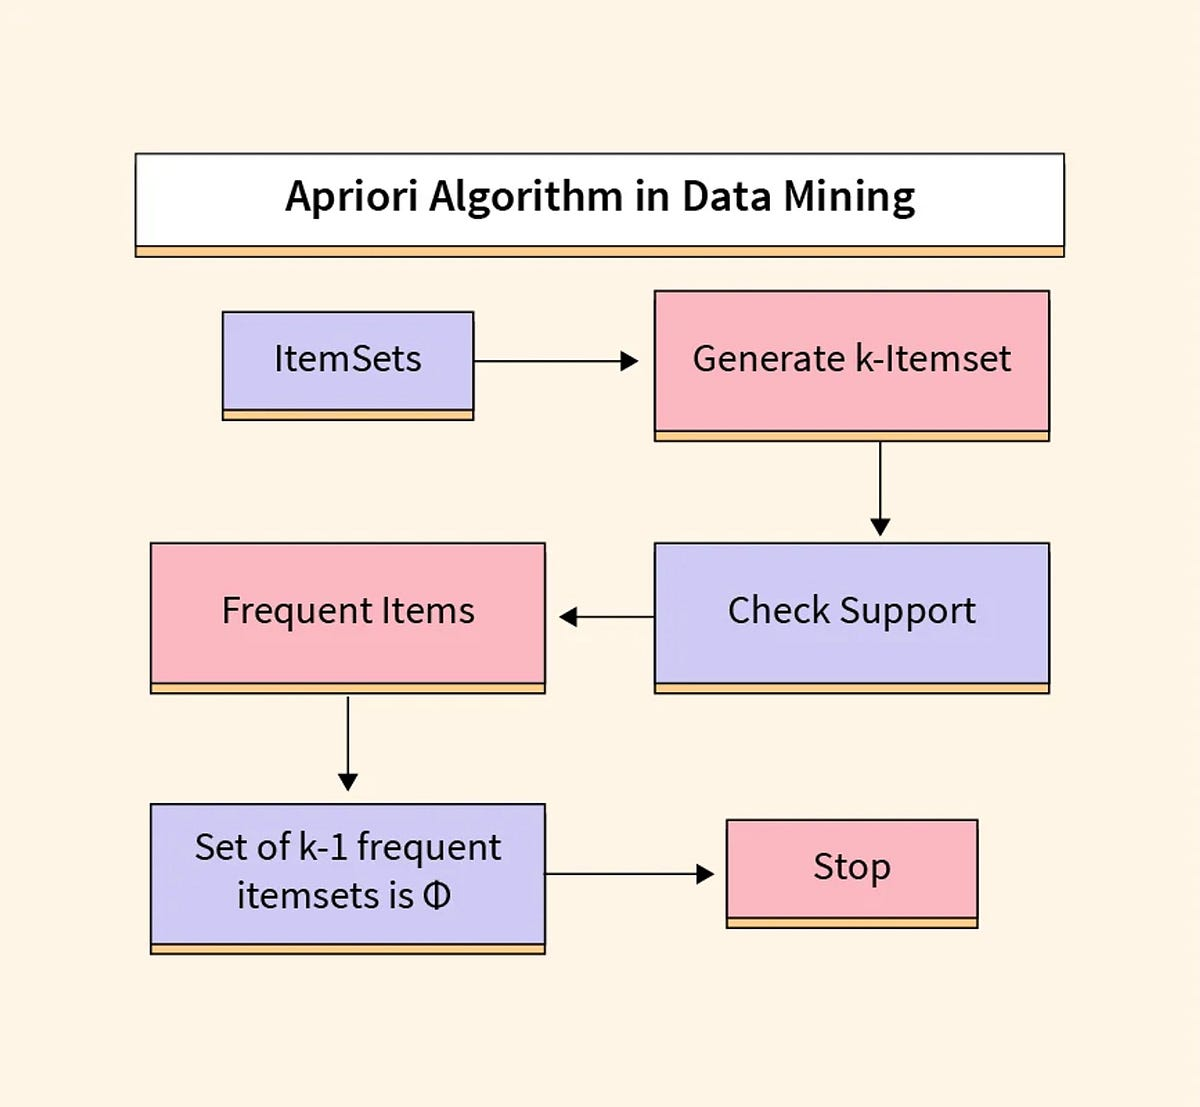 Apriori Algorithm in Data Mining
ItemSets
Generate k-Itemset
Frequent Items
Check Support
Set of k-1 frequent
itemsets is Φ
Stop